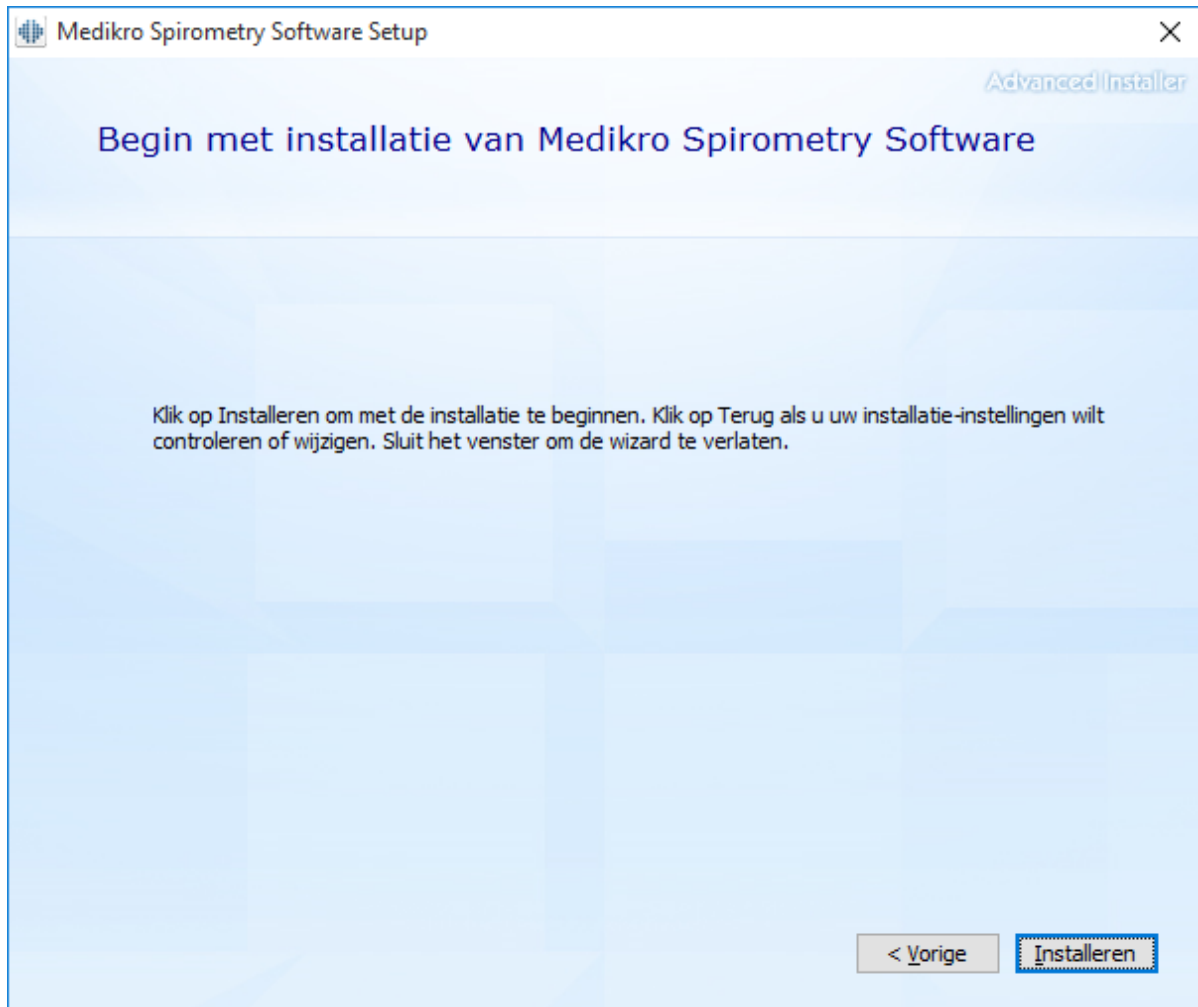 Medikro Spirometry Software Setup
Advanced Installer
Begin met installatie van Medikro Spirometry Software
Klik op Installeren om met de installatie te beginnen. Klik op Terug als u uw installatie-instellingen wilt
controleren of wijzigen. Sluit het venster om de wizard te verlaten.
< Vorige
Installeren